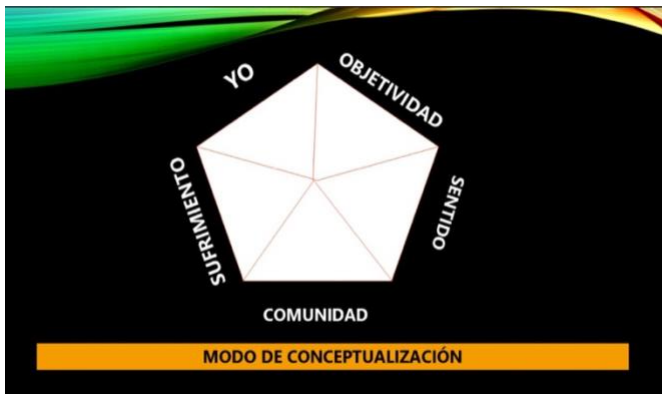 YO
OBJETIVIDAD
SENTIDO
SUFRIMIENTO
COMUNIDAD
MODO DE CONCEPTUALIZACIÓN